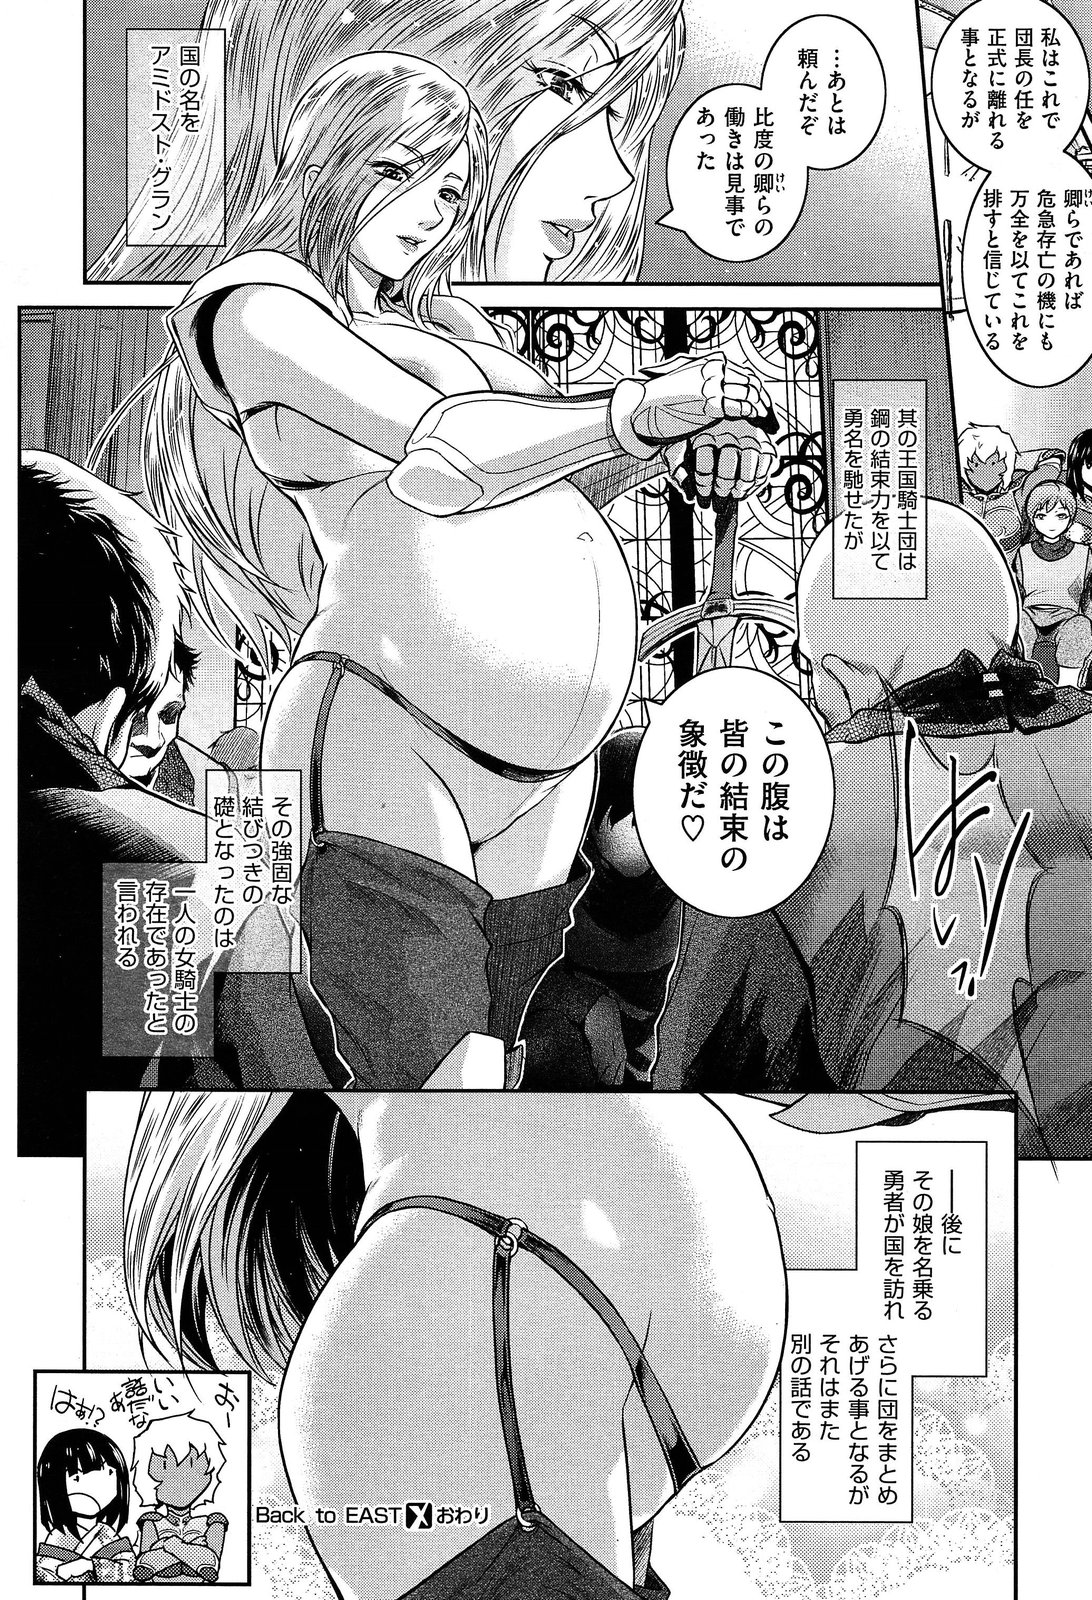 私はこれで
団長の任を
正式に離れる
事となるが
卿らであれば
けい
危急存亡の機にも
万全を以てこれを
排すと信じている
…あとは
頼んだぞ
比度の卿らの
けい
働きは見事で
あった
国の名を
アミドスト・グラン
其の王国騎士団は
鋼の結束力を以て
勇名を馳せたが
この腹は
皆の結束の
象徴だ♡
はいっ
その強固な
結びつきの
礎となったのは
一人の女騎士の
存在であったと
言われる
――後に
その娘を名乗る
勇者が国を訪れ
さらに団をまとめ
あげる事となるが
それはまた
別の話である
おー
いい
話だな
あ
はぁ!?
Back to EAST X おわり